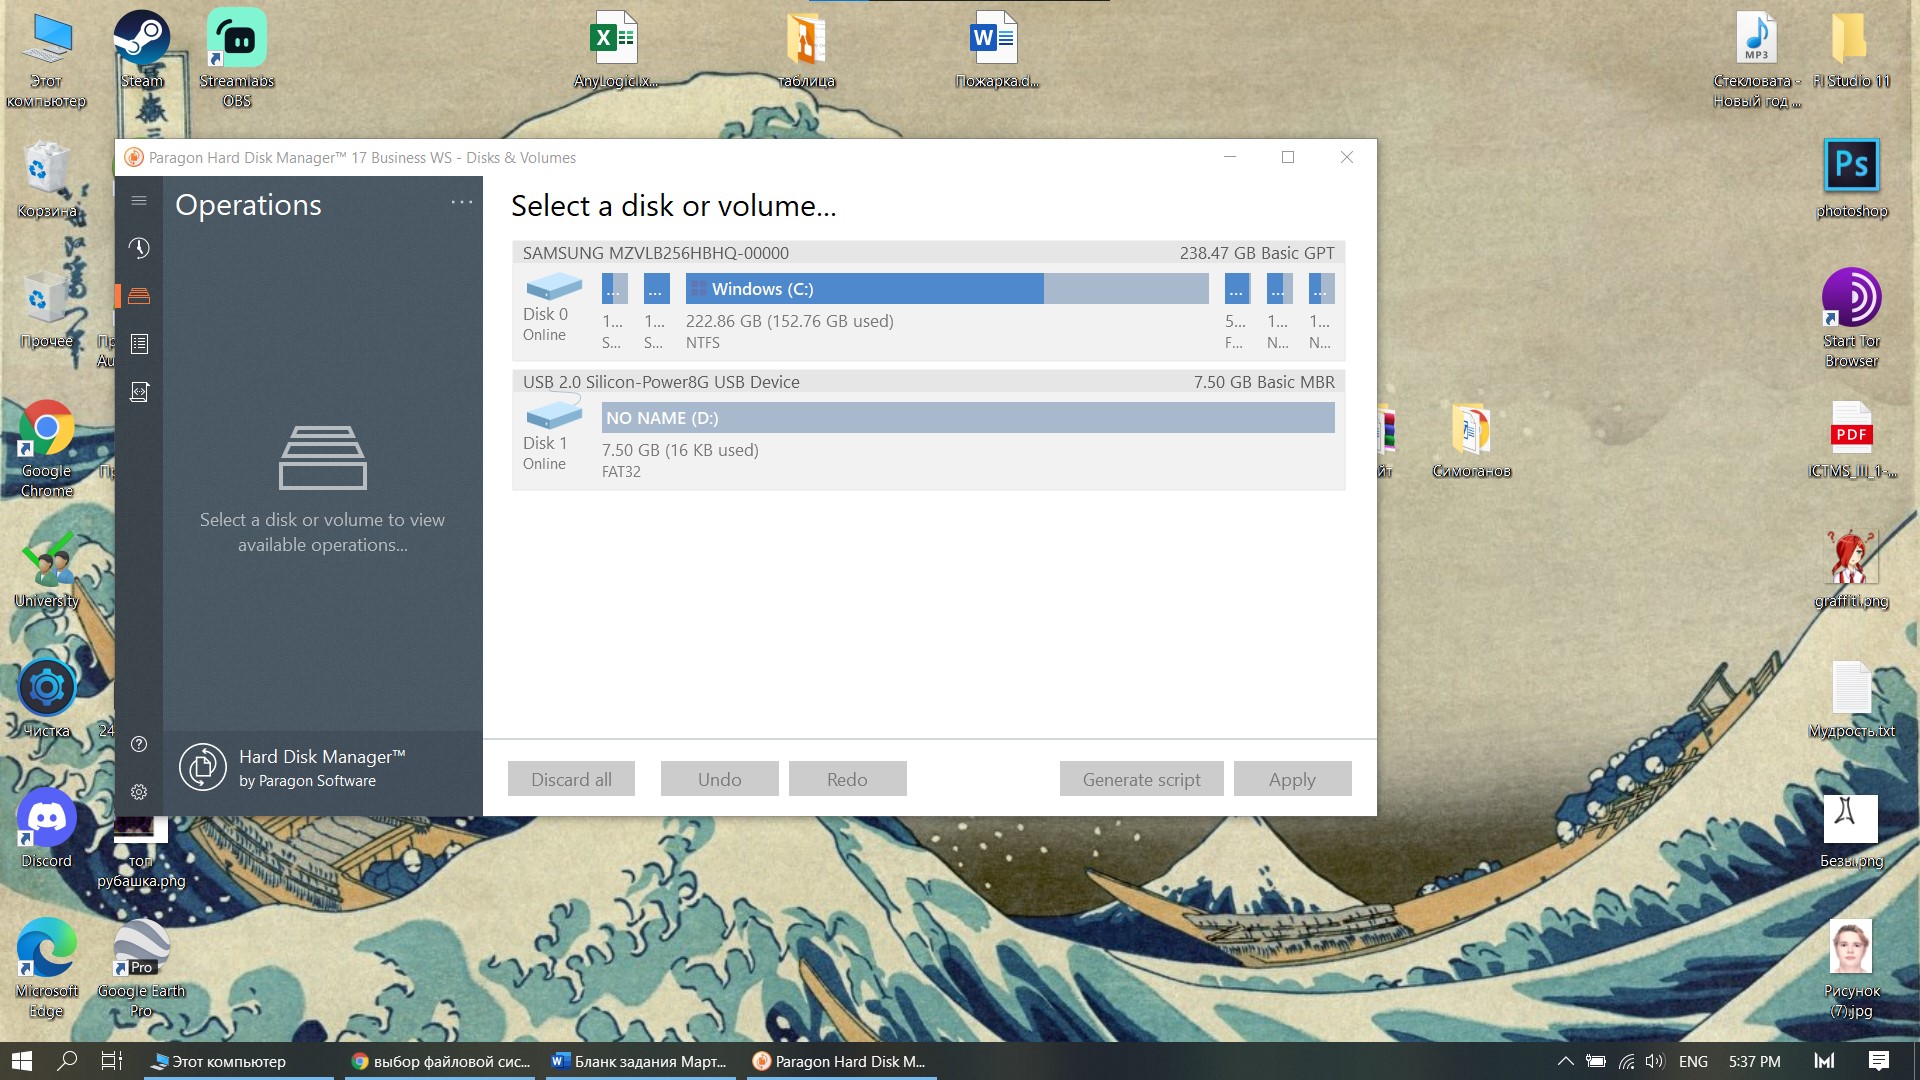 Этот
компьютер
Steam
Streamlabs
OBS
AnyLogic.x...
таблица
Пожарка.d...
MP3
Стекловата -
Новый год ...
Fl Studio 11
Корзина
Ps
photoshop
Прочее
Start Tor
Browser
Google
Chrome
Симоганов
PDF
ICTMS_III_1-...
University
graffiti.png
Чистка
24
Мудрость.txt
Discord
топ
рубашка.png
Безы.png
Microsoft
Edge
Pro
Google Earth
Pro
Рисунок
(7).jpg
Paragon Hard Disk Manager™ 17 Business WS - Disks & Volumes
Operations
...
Select a disk or volume to view
available operations...
Hard Disk Manager™
by Paragon Software
Select a disk or volume...
SAMSUNG MZVLB256HBHQ-00000
238.47 GB Basic GPT
Disk 0
Online
... ... Windows (C:) ... ... ...
1... 1... 222.86 GB (152.76 GB used) 5... 1... 1...
S... S... NTFS F... N... N...
USB 2.0 Silicon-Power8G USB Device
7.50 GB Basic MBR
Disk 1
Online
NO NAME (D:)
7.50 GB (16 KB used)
FAT32
Discard all
Undo
Redo
Generate script
Apply
Этот компьютер
выбор файловой сис...
Бланк задания Март...
Paragon Hard Disk M...
ENG
5:37 PM